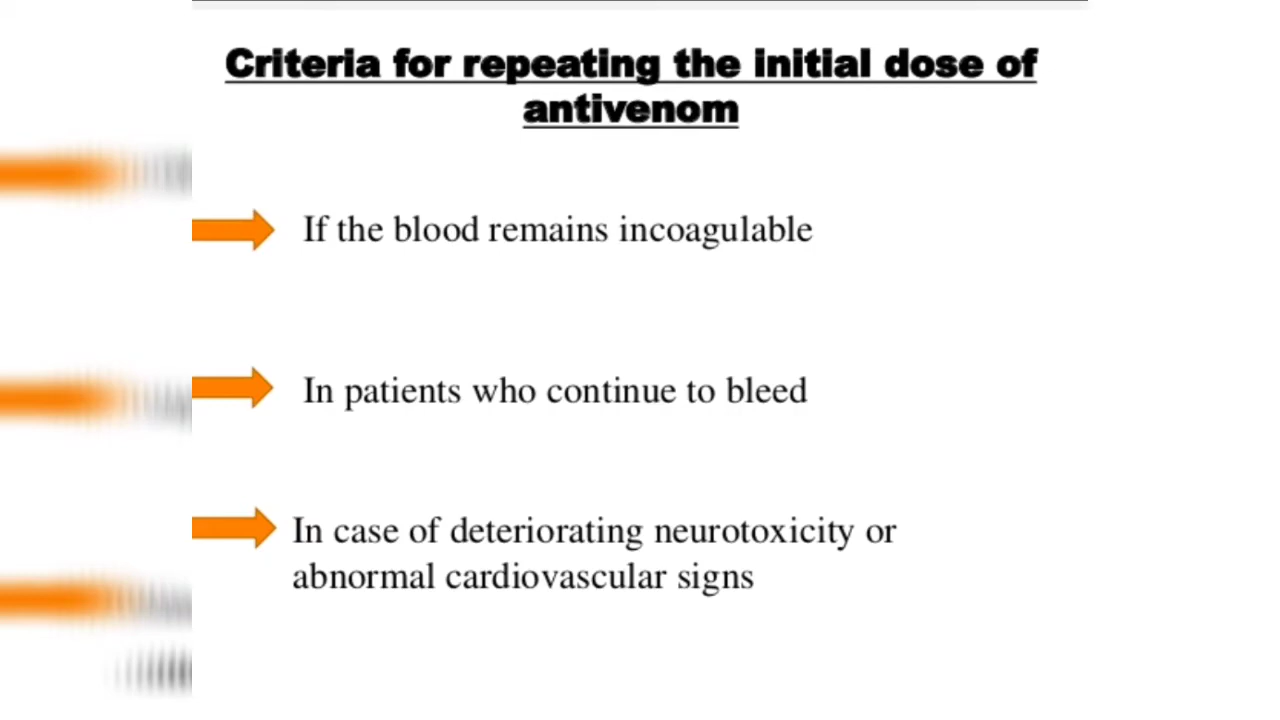 Criteria for repeating the initial dose of
antivenom
If the blood remains incoagulable
In patients who continue to bleed
In case of deteriorating neurotoxicity or
abnormal cardiovascular signs